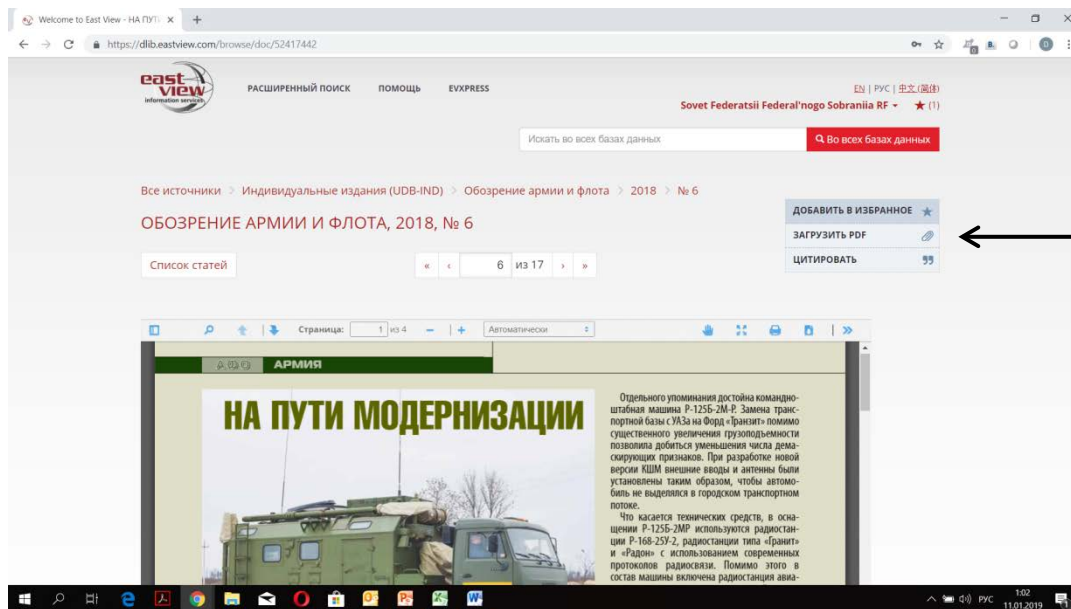 Welcome to East View - НА ПУТИ
https://dlib.eastview.com/browse/doc/52417442
east
view
information services
РАСШИРЕННЫЙ ПОИСК ПОМОЩЬ EVXPRESS
EN | РУС | 中文(简体)
Sovet Federatsii Federal'nogo Sobraniia RF (1)
Искать во всех базах данных
Во всех базах данных
Все источники > Индивидуальные издания (UDB-IND) > Обозрение армии и флота > 2018 > № 6
ОБОЗРЕНИЕ АРМИИ И ФЛОТА, 2018, № 6
ДОБАВИТЬ В ИЗБРАННОЕ
ЗАГРУЗИТЬ PDF
ЦИТИРОВАТЬ
Список статей
« ‹ 6 из 17 › »
Страница: 1 из 4 − | + Автоматически
АРМИЯ
НА ПУТИ МОДЕРНИЗАЦИИ
Отдельного упоминания достойна командно-
штабная машина Р-125Б-2М-Р. Замена транс-
портной базы с УАЗа на Форд «Транзит» помимо
существенного увеличения грузоподъемности
позволила добиться уменьшения числа дема-
скирующих признаков. При разработке новой
версии КШМ внешние вводы и антенны были
установлены таким образом, чтобы автомо-
биль не выделялся в городском транспортном
потоке.
Что касается технических средств, в осна-
щении Р-125Б-2МР используются радиостан-
ции Р-168-25У-2, радиостанции типа «Гранит»
и «Радон» с использованием современных
протоколов радиосвязи. Помимо этого в
состав машины включена радиостанция авиа-
РУС
1:02
11.01.2019